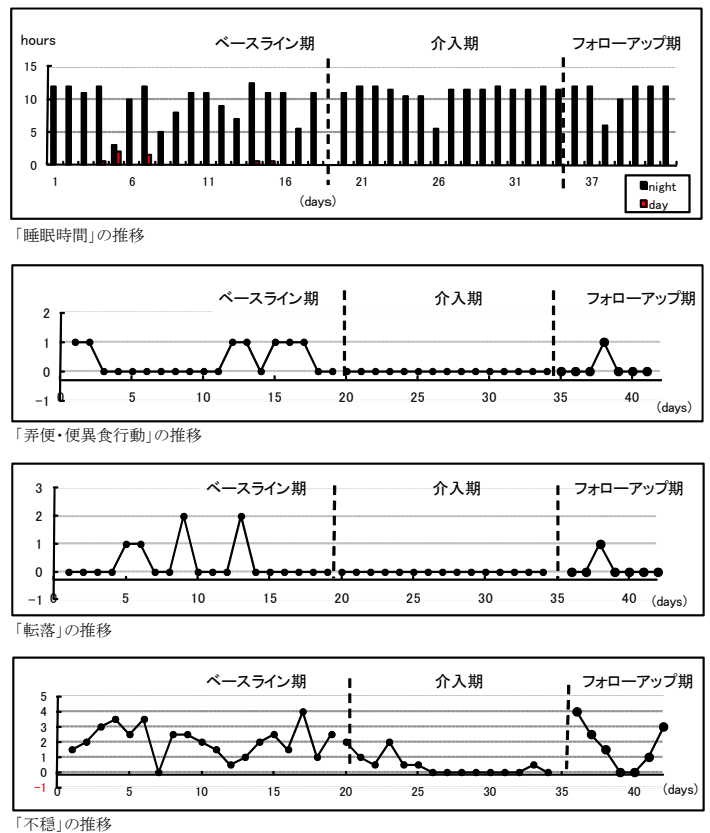 hours ベースライン期 介入期 フォローアップ期
15
10
5
0
1 6 11 16 21 26 31 37
(days)
night
day
「睡眠時間」の推移
ベースライン期 介入期 フォローアップ期
2
1
0
-1
0 5 10 15 20 25 30 35 40 (days)
「弄便・便異食行動」の推移
ベースライン期 介入期 フォローアップ期
3
2
1
0
-1
0 5 10 15 20 25 30 35 40 (days)
「転落」の推移
ベースライン期 介入期 フォローアップ期
5
4
3
2
1
0
-1
0 5 10 15 20 25 30 35 40 (days)
「不穏」の推移